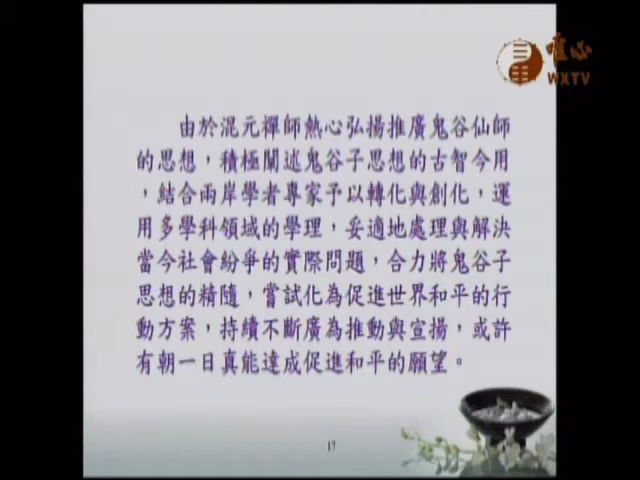 唯心
WXTV
由於混元禪師熱心弘揚推廣鬼谷仙師
的思想，積極闡述鬼谷子思想的古智今用
，結合兩岸學者專家予以轉化與創化，運
用多學科領域的學理，妥適地處理與解決
當今社會紛爭的實際問題，合力將鬼谷子
思想的精隨，嘗試化為促進世界和平的行
動方案，持續不斷廣為推動與宣揚，或許
有朝一日真能達成促進和平的願望。
17